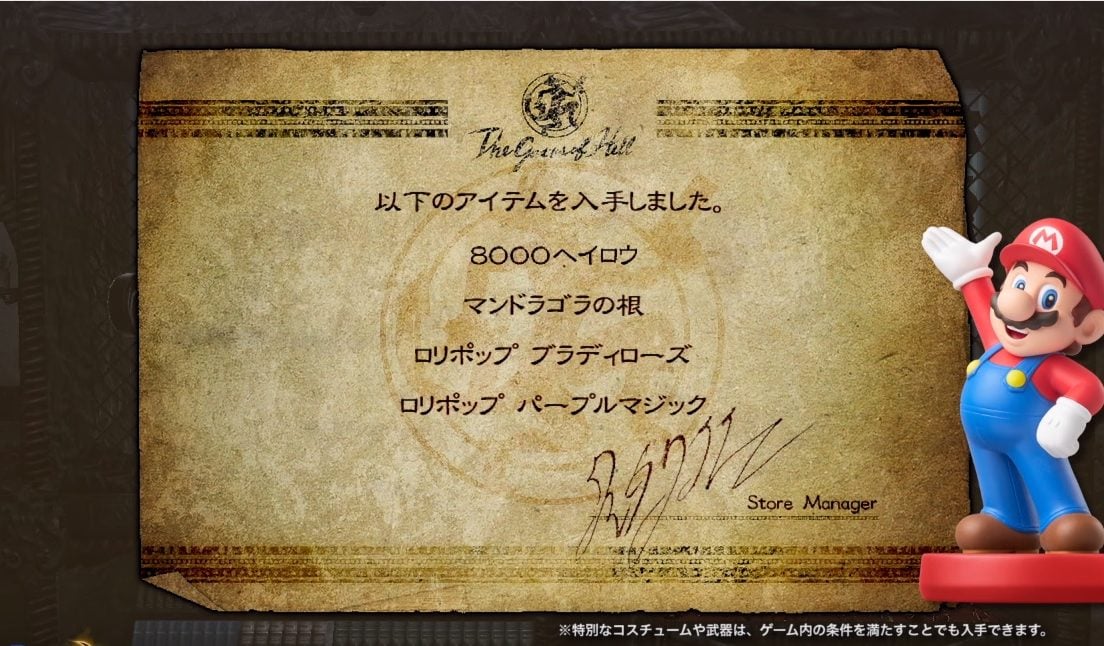 The Gates of Hell
以下のアイテムを入手しました。
8000ヘイロウ
マンドラゴラの根
ロリポップ ブラディローズ
ロリポップ パープルマジック
Store Manager
※特別なコスチュームや武器は、ゲーム内の条件を満たすことでも入手できます。